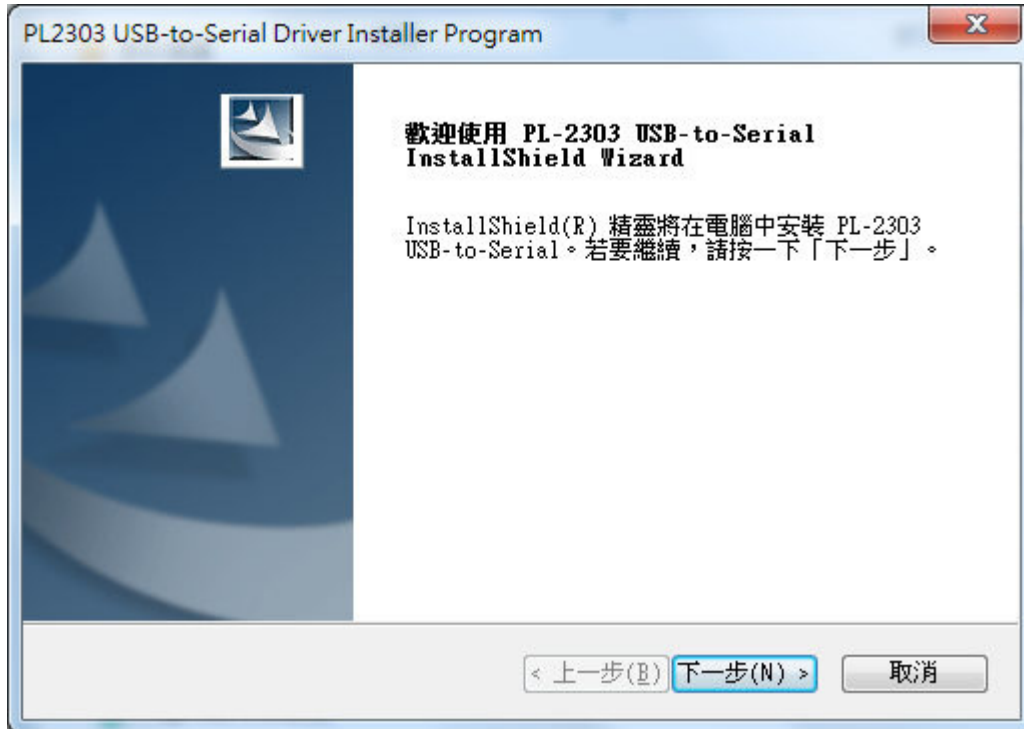 PL2303 USB-to-Serial Driver Installer Program
歡迎使用 PL-2303 USB-to-Serial
InstallShield Wizard
InstallShield(R) 精靈將在電腦中安裝 PL-2303
USB-to-Serial。若要繼續，請按一下「下一步」。
< 上一步(B) 下一步(N) > 取消